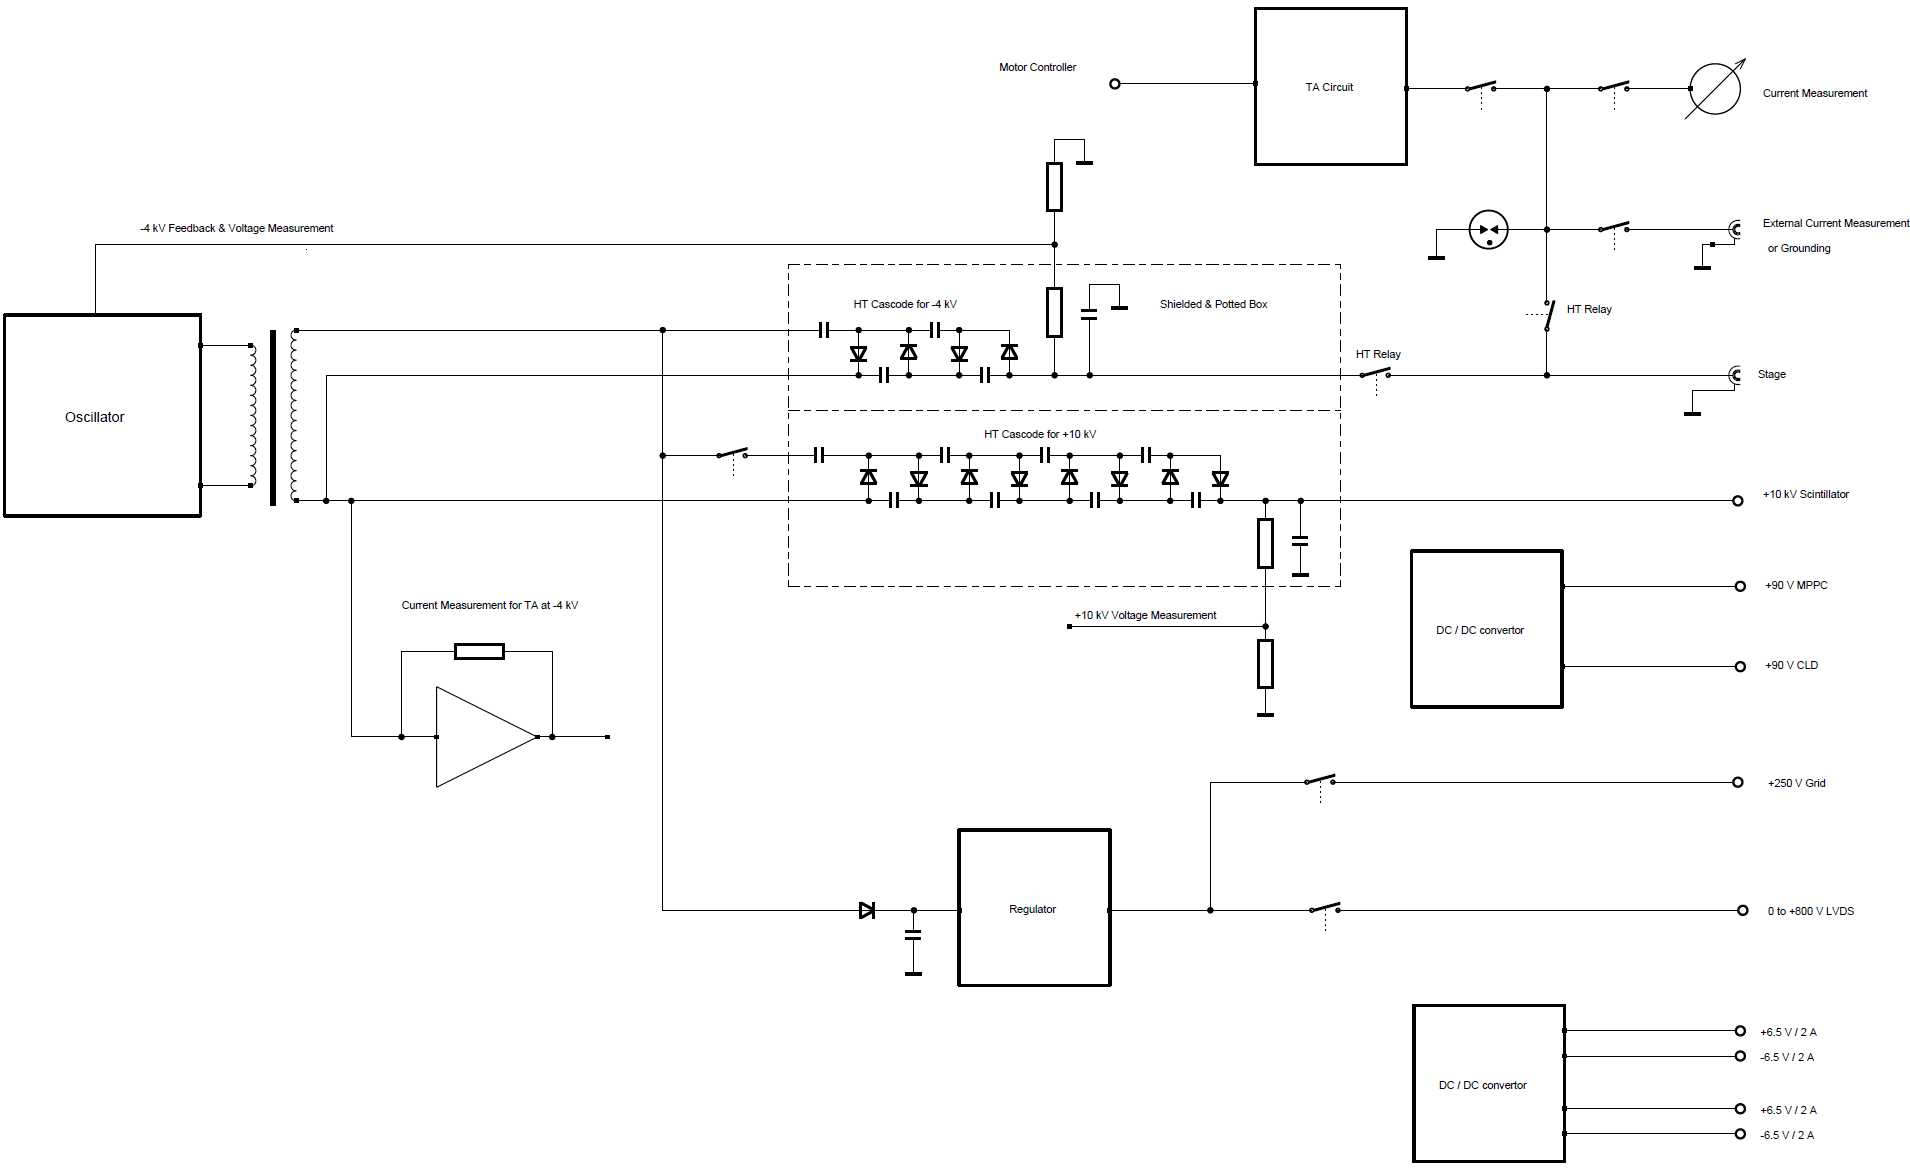 Motor Controller
TA Circuit
Current Measurement
-4 kV Feedback & Voltage Measurement
External Current Measurement
or Grounding
HT Cascode for -4 kV
Shielded & Potted Box
HT Relay
HT Relay
Stage
Oscillator
HT Cascode for +10 kV
+10 kV Scintillator
+90 V MPPC
Current Measurement for TA at -4 kV
+10 kV Voltage Measurement
DC / DC convertor
+90 V CLD
+250 V Grid
Regulator
0 to +800 V LVDS
+6.5 V / 2 A
-6.5 V / 2 A
DC / DC convertor
+6.5 V / 2 A
-6.5 V / 2 A